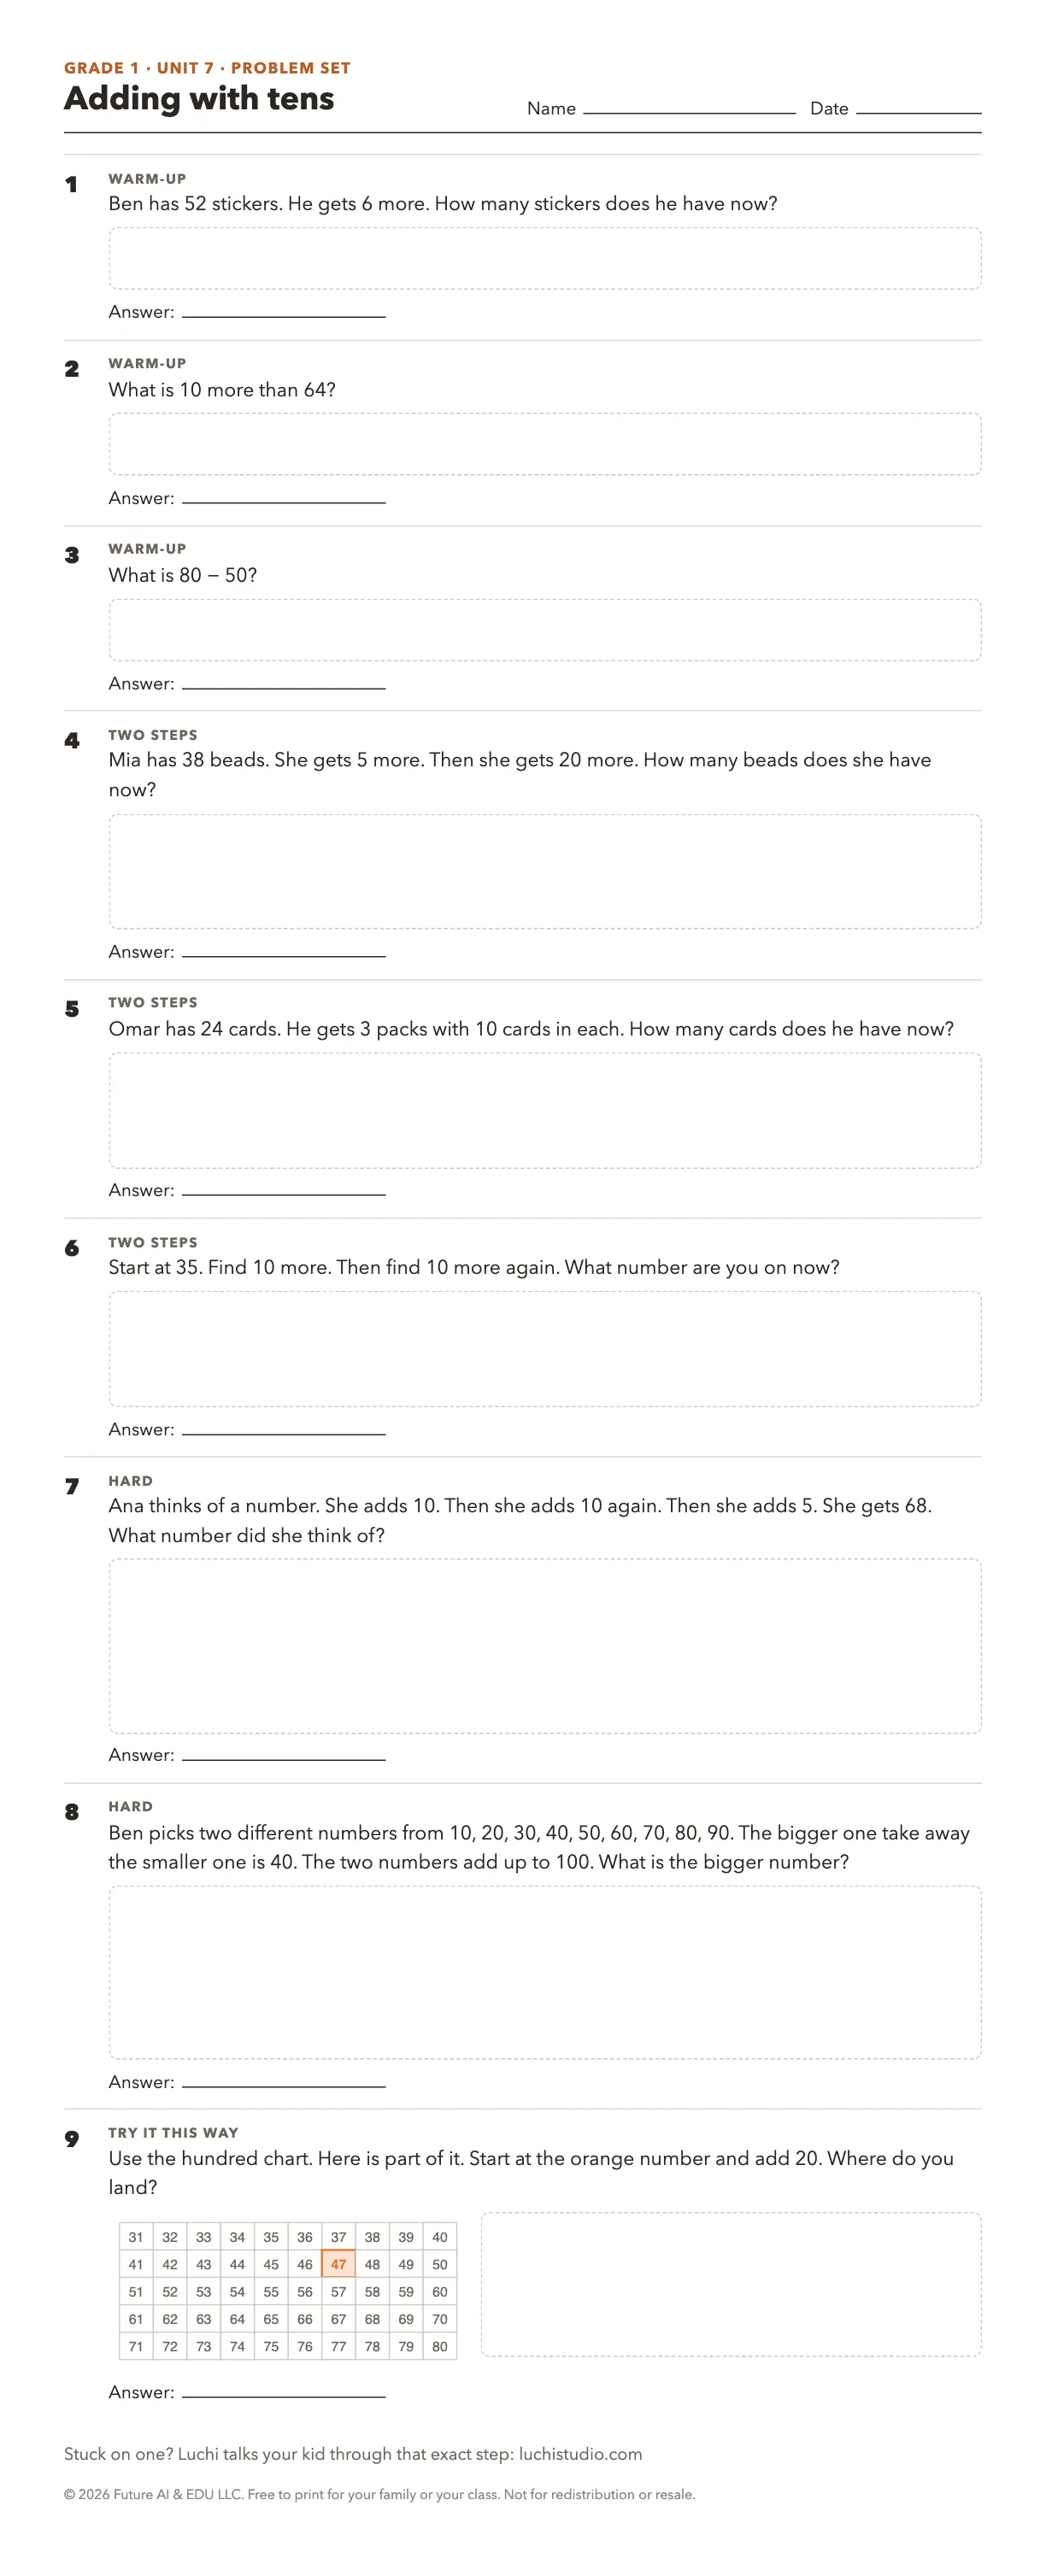 GRADE 1 · UNIT 7 · PROBLEM SET
Adding with tens
Name Date
1
WARM-UP
Ben has 52 stickers. He gets 6 more. How many stickers does he have now?
Answer:
2
WARM-UP
What is 10 more than 64?
Answer:
3
WARM-UP
What is 80 − 50?
Answer:
4
TWO STEPS
Mia has 38 beads. She gets 5 more. Then she gets 20 more. How many beads does she have
now?
Answer:
5
TWO STEPS
Omar has 24 cards. He gets 3 packs with 10 cards in each. How many cards does he have now?
Answer:
6
TWO STEPS
Start at 35. Find 10 more. Then find 10 more again. What number are you on now?
Answer:
7
HARD
Ana thinks of a number. She adds 10. Then she adds 10 again. Then she adds 5. She gets 68.
What number did she think of?
Answer:
8
HARD
Ben picks two different numbers from 10, 20, 30, 40, 50, 60, 70, 80, 90. The bigger one take away
the smaller one is 40. The two numbers add up to 100. What is the bigger number?
Answer:
9
TRY IT THIS WAY
Use the hundred chart. Here is part of it. Start at the orange number and add 20. Where do you
land?
31 32 33 34 35 36 37 38 39 40
41 42 43 44 45 46 47 48 49 50
51 52 53 54 55 56 57 58 59 60
61 62 63 64 65 66 67 68 69 70
71 72 73 74 75 76 77 78 79 80
Answer:
Stuck on one? Luchi talks your kid through that exact step: luchistudio.com
© 2026 Future AI & EDU LLC. Free to print for your family or your class. Not for redistribution or resale.